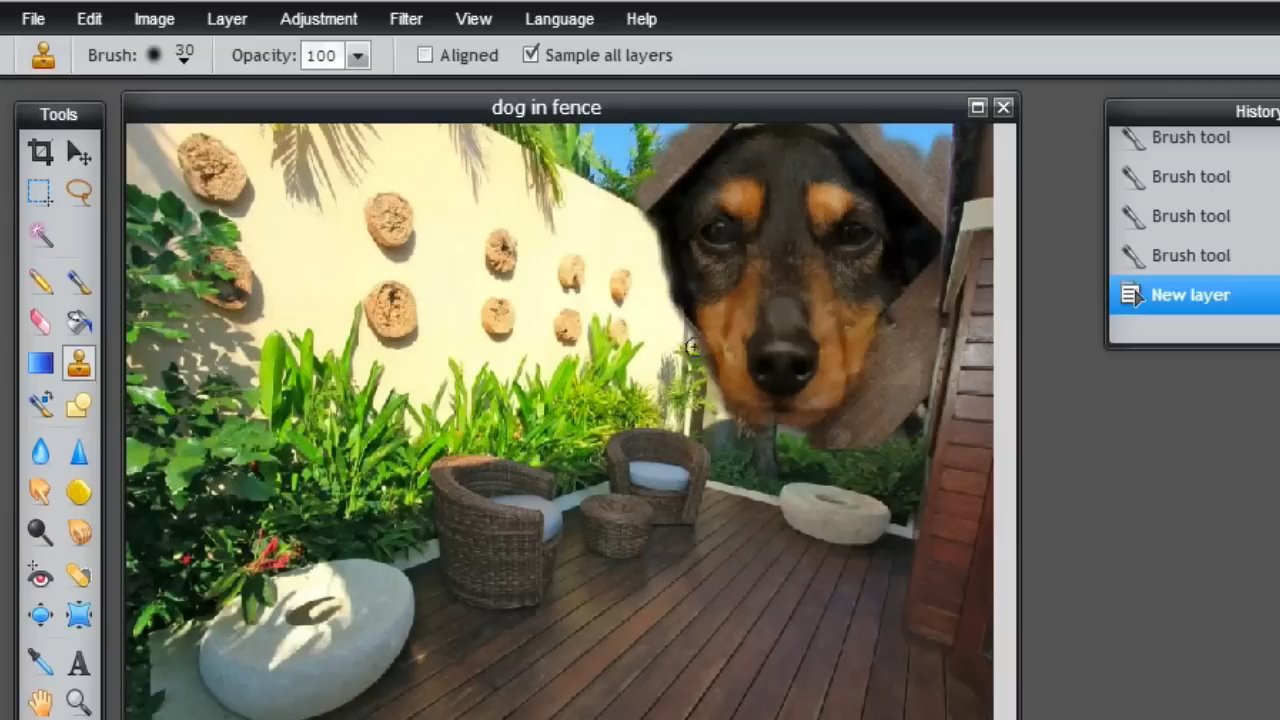 File Edit Image Layer Adjustment Filter View Language Help
Brush: 30 Opacity: 100 Aligned Sample all layers
Tools
dog in fence
History
Brush tool
Brush tool
Brush tool
Brush tool
New layer
A